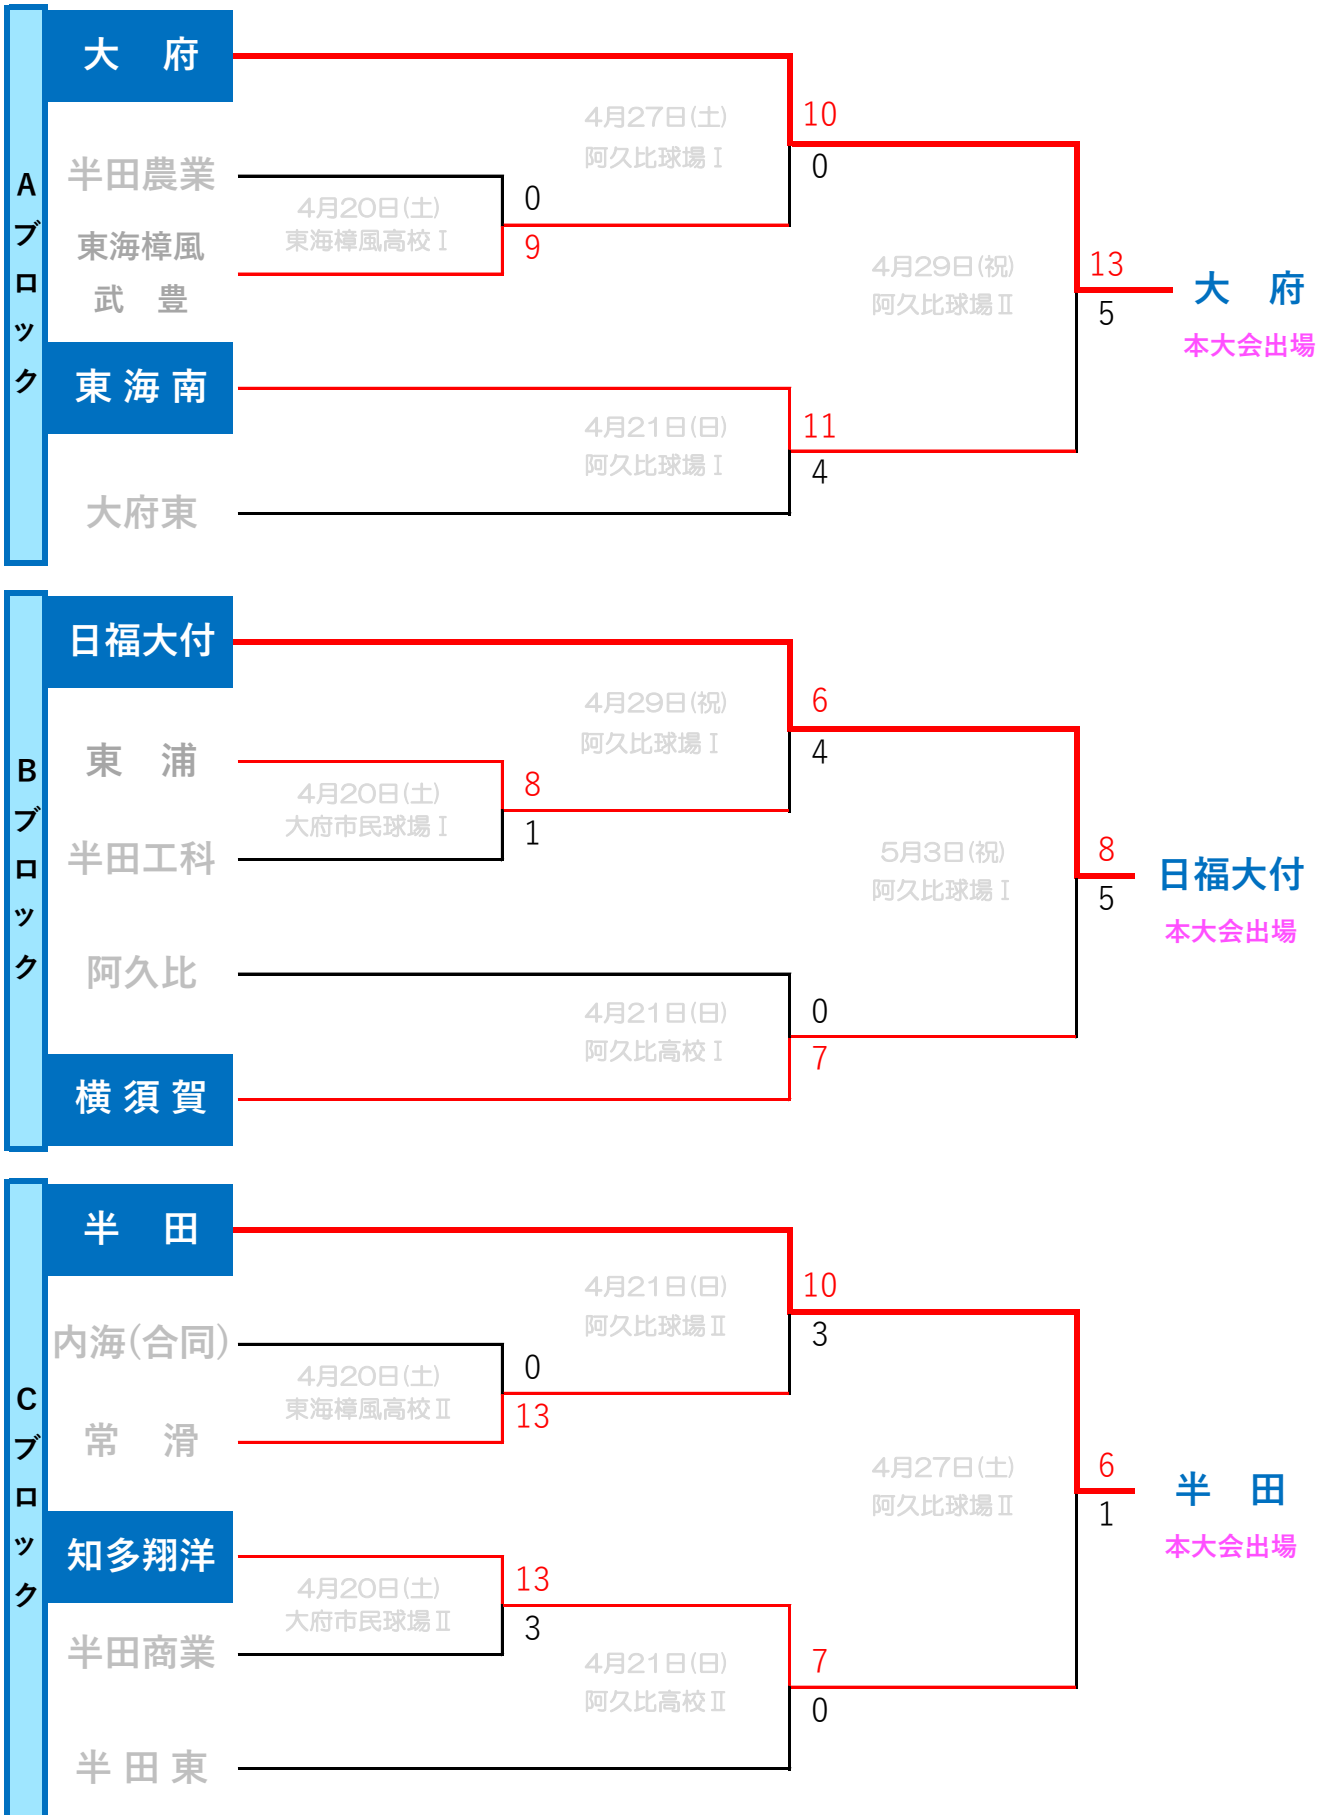 Aブロック
大　府
4月27日(土)
10
阿久比球場Ⅰ
0
半田農業
4月20日(土)
0
東海樟風
東海樟風高校Ⅰ
9
武　豊
4月29日(祝)
13
阿久比球場Ⅱ
5
大　府
本大会出場
東海南
4月21日(日)
11
阿久比球場Ⅰ
4
大府東
Bブロック
日福大付
4月29日(祝)
6
阿久比球場Ⅰ
4
東　浦
4月20日(土)
8
大府市民球場Ⅰ
1
半田工科
5月3日(祝)
8
阿久比球場Ⅰ
5
日福大付
本大会出場
阿久比
4月21日(日)
0
阿久比高校Ⅰ
7
横須賀
Cブロック
半　田
4月21日(日)
10
阿久比球場Ⅱ
3
内海(合同)
4月20日(土)
0
東海樟風高校Ⅱ
13
常　滑
4月27日(土)
6
阿久比球場Ⅱ
1
半　田
本大会出場
知多翔洋
4月20日(土)
13
大府市民球場Ⅱ
3
半田商業
4月21日(日)
7
阿久比高校Ⅱ
0
半田東